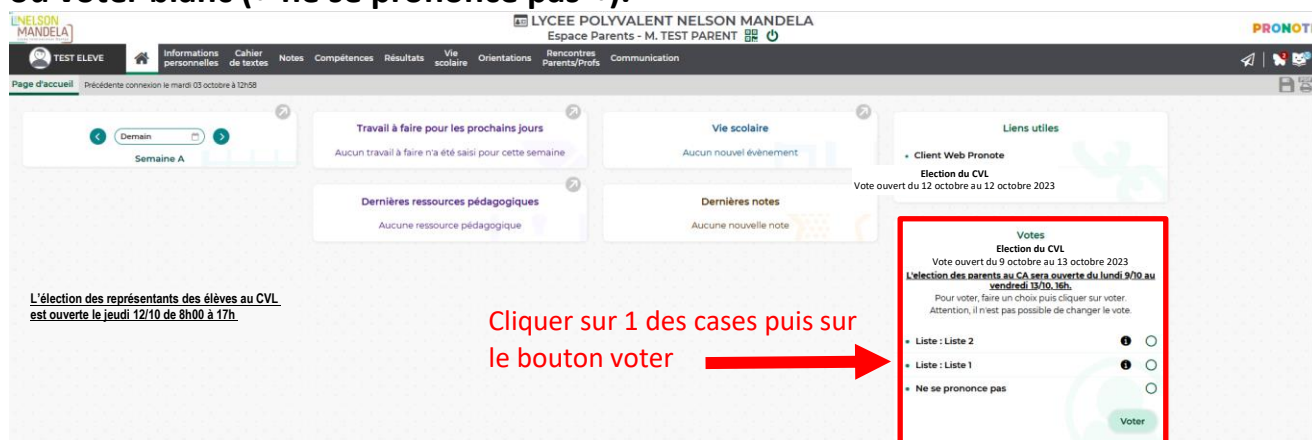 ou voter blanc (« ne se prononce pas »).
NELSON
MANDELA
LYCEE POLYVALENT NELSON MANDELA
Espace Parents - M. TEST PARENT
TEST ELEVE
Informations personnelles
Cahier de textes
Notes
Compétences
Résultats
Vie scolaire
Orientations
Rencontres Parents/Profs
Communication
Page d'accueil
Précédente connexion le mardi 03 octobre à 12h58
Demain
Semaine A
Travail à faire pour les prochains jours
Aucun travail à faire n'a été saisi pour cette semaine
Vie scolaire
Aucun nouvel évènement
Liens utiles
Client Web Pronote
Election du CVL
Vote ouvert du 12 octobre au 12 octobre 2023
Dernières ressources pédagogiques
Aucune ressource pédagogique
Dernières notes
Aucune nouvelle note
L'élection des représentants des élèves au CVL
est ouverte le jeudi 12/10 de 8h00 à 17h
Cliquer sur 1 des cases puis sur
le bouton voter
Votes
Election du CVL
Vote ouvert du 9 octobre au 13 octobre 2023
L'election des parents au CA sera ouverte du lundi 9/10 au
vendredi 13/10, 16h.
Pour voter, faire un choix puis cliquer sur voter.
Attention, il n'est pas possible de changer le vote.
Liste : Liste 2
Liste : Liste 1
Ne se prononce pas
Voter